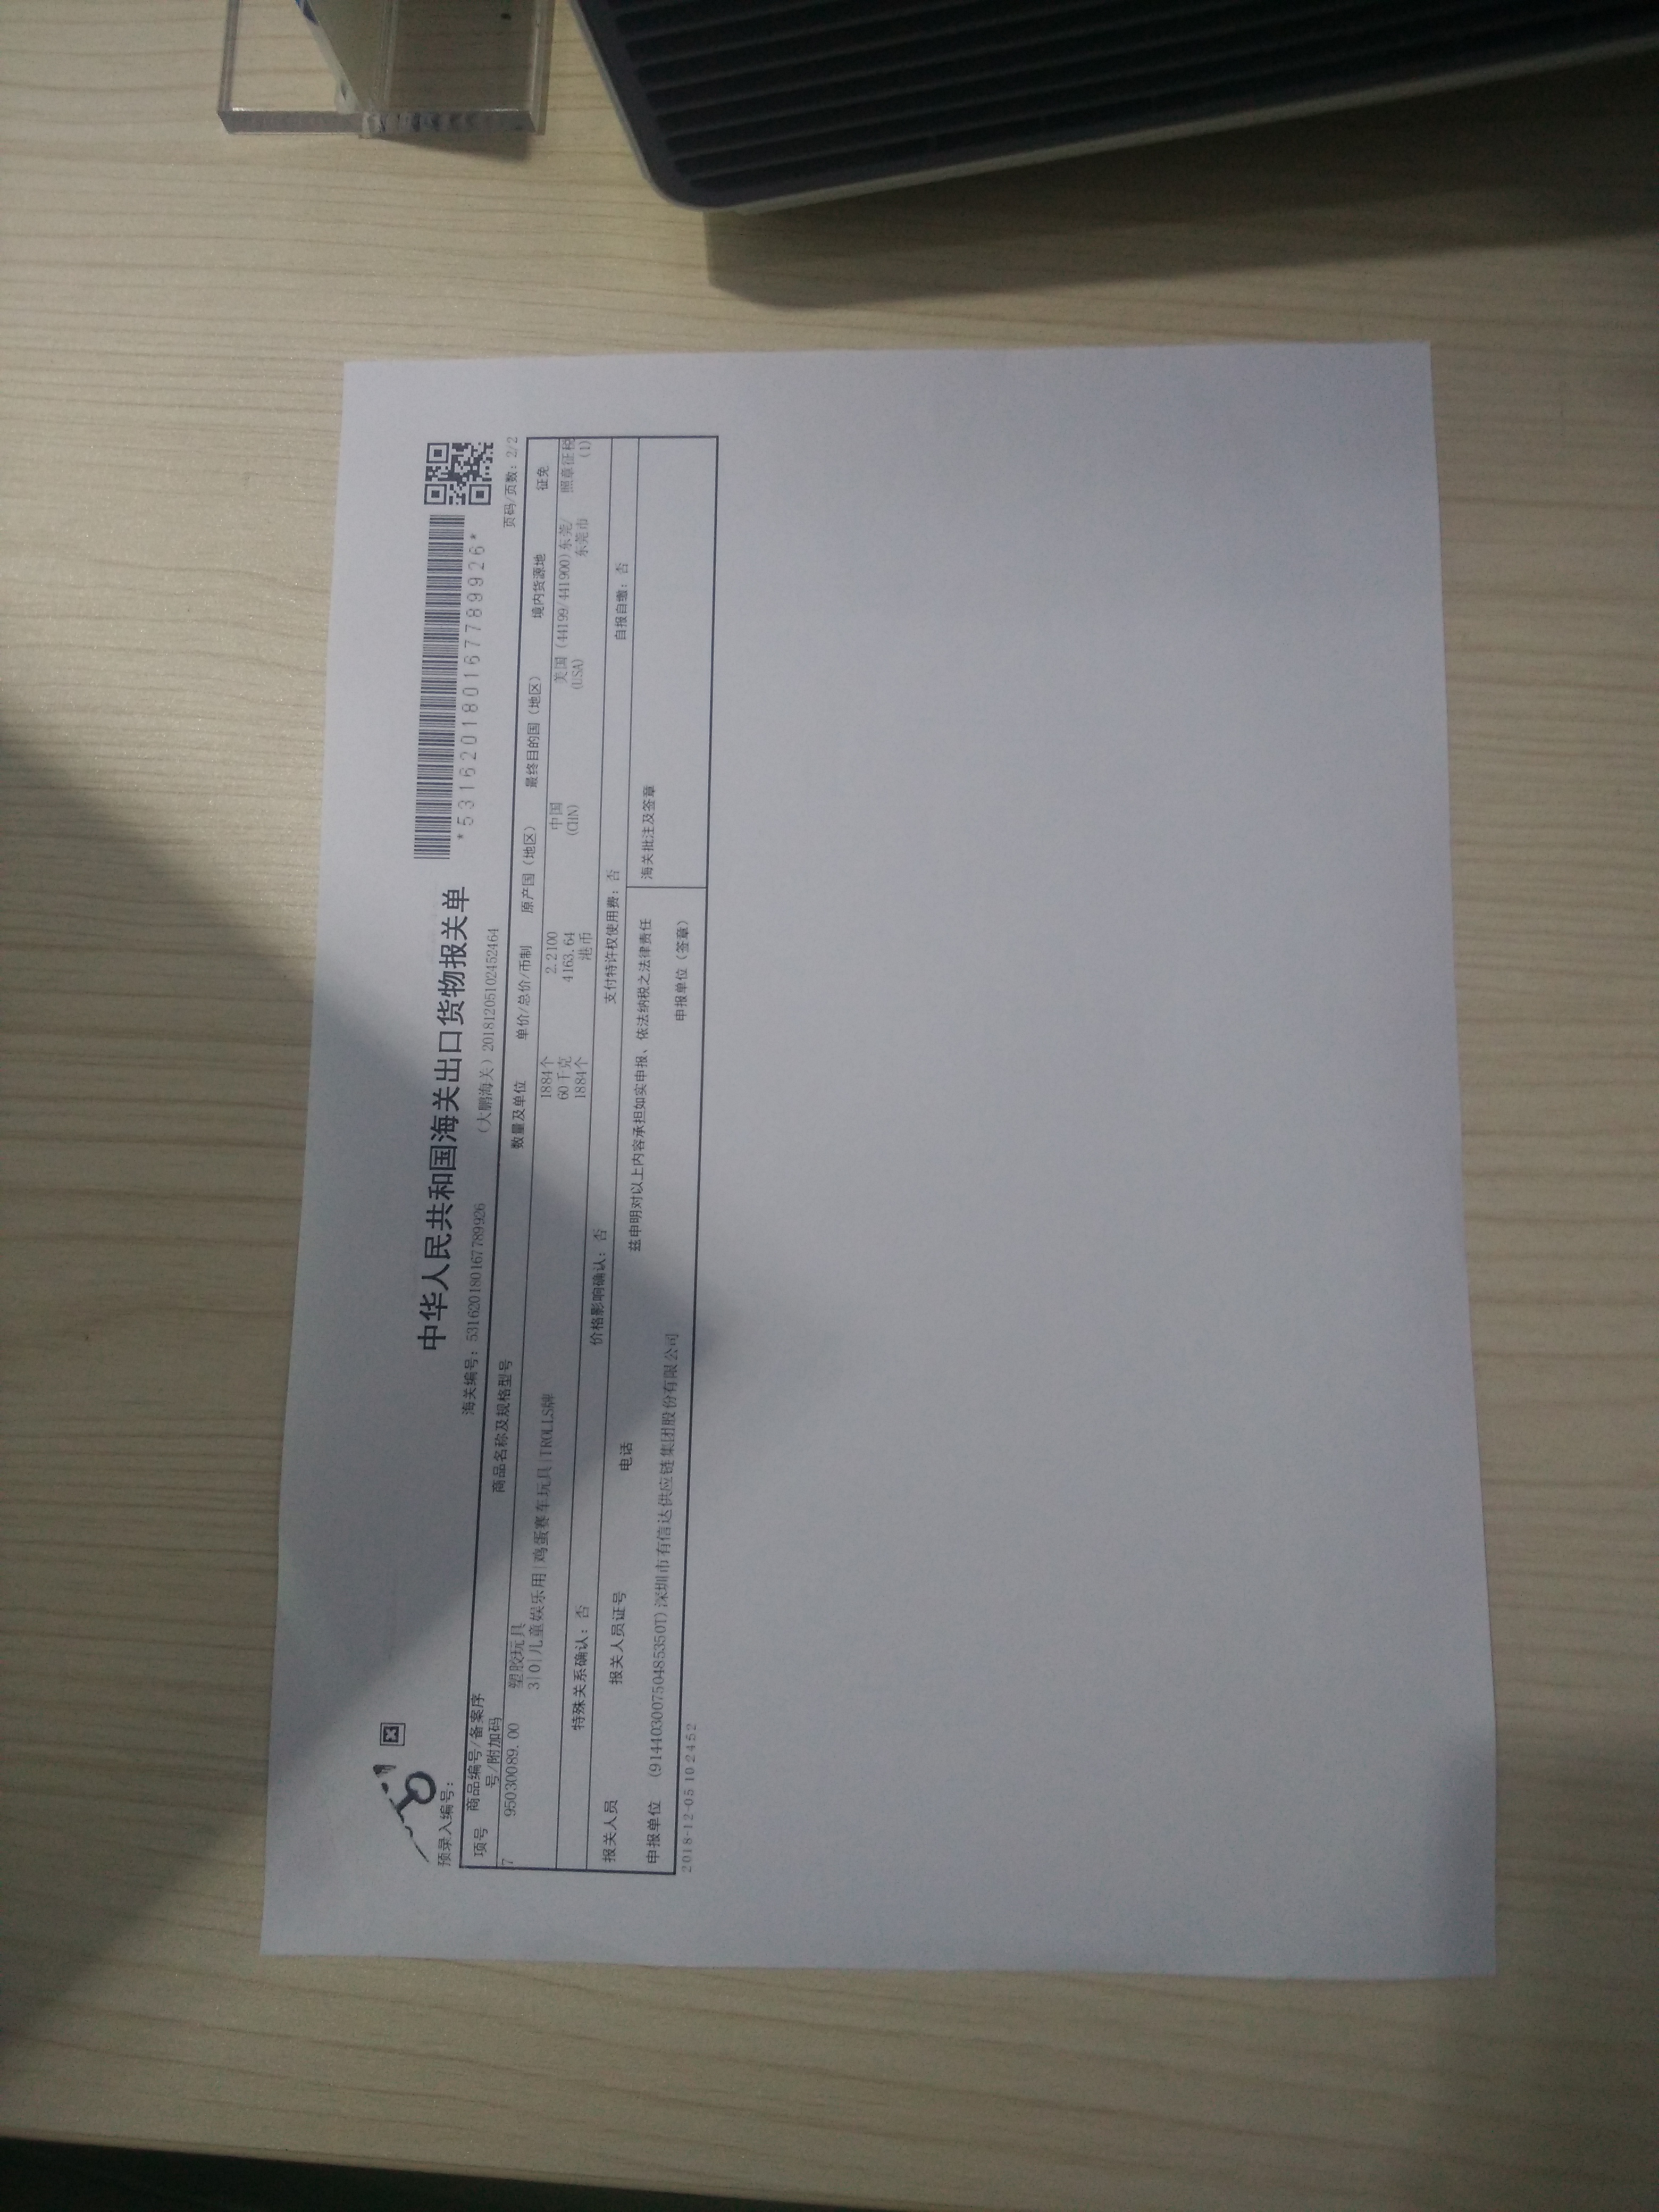 中华人民共和国海关出口货物报关单
*531620180167789926*
预录入编号：
海关编号：531620180167789926
（大鹏海关）20181205102452464
页码/页数：2/2
项号 商品编号/备案序号/附加码 商品名称及规格型号 数量及单位 单价/总价/币制 原产国（地区） 最终目的国（地区） 境内货源地 征免
7 95030089.00 塑胶玩具 1884个 2.2100 中国 美国 (44199/441900)东莞/ 照章征税
3|0|儿童娱乐用|鸡蛋赛车玩具|TROLLS牌 60千克 4163.64 (CHN) (USA) 东莞市 (1)
1884个 港币
特殊关系确认：否 价格影响确认：否 支付特许权使用费：否 自报自缴：否
报关人员 报关人员证号 电话 兹申明对以上内容承担如实申报、依法纳税之法律责任 海关批注及签章
申报单位 (91440300750485350T)深圳市有信达供应链集团股份有限公司 申报单位（签章）
2018-12-05 10 24 52